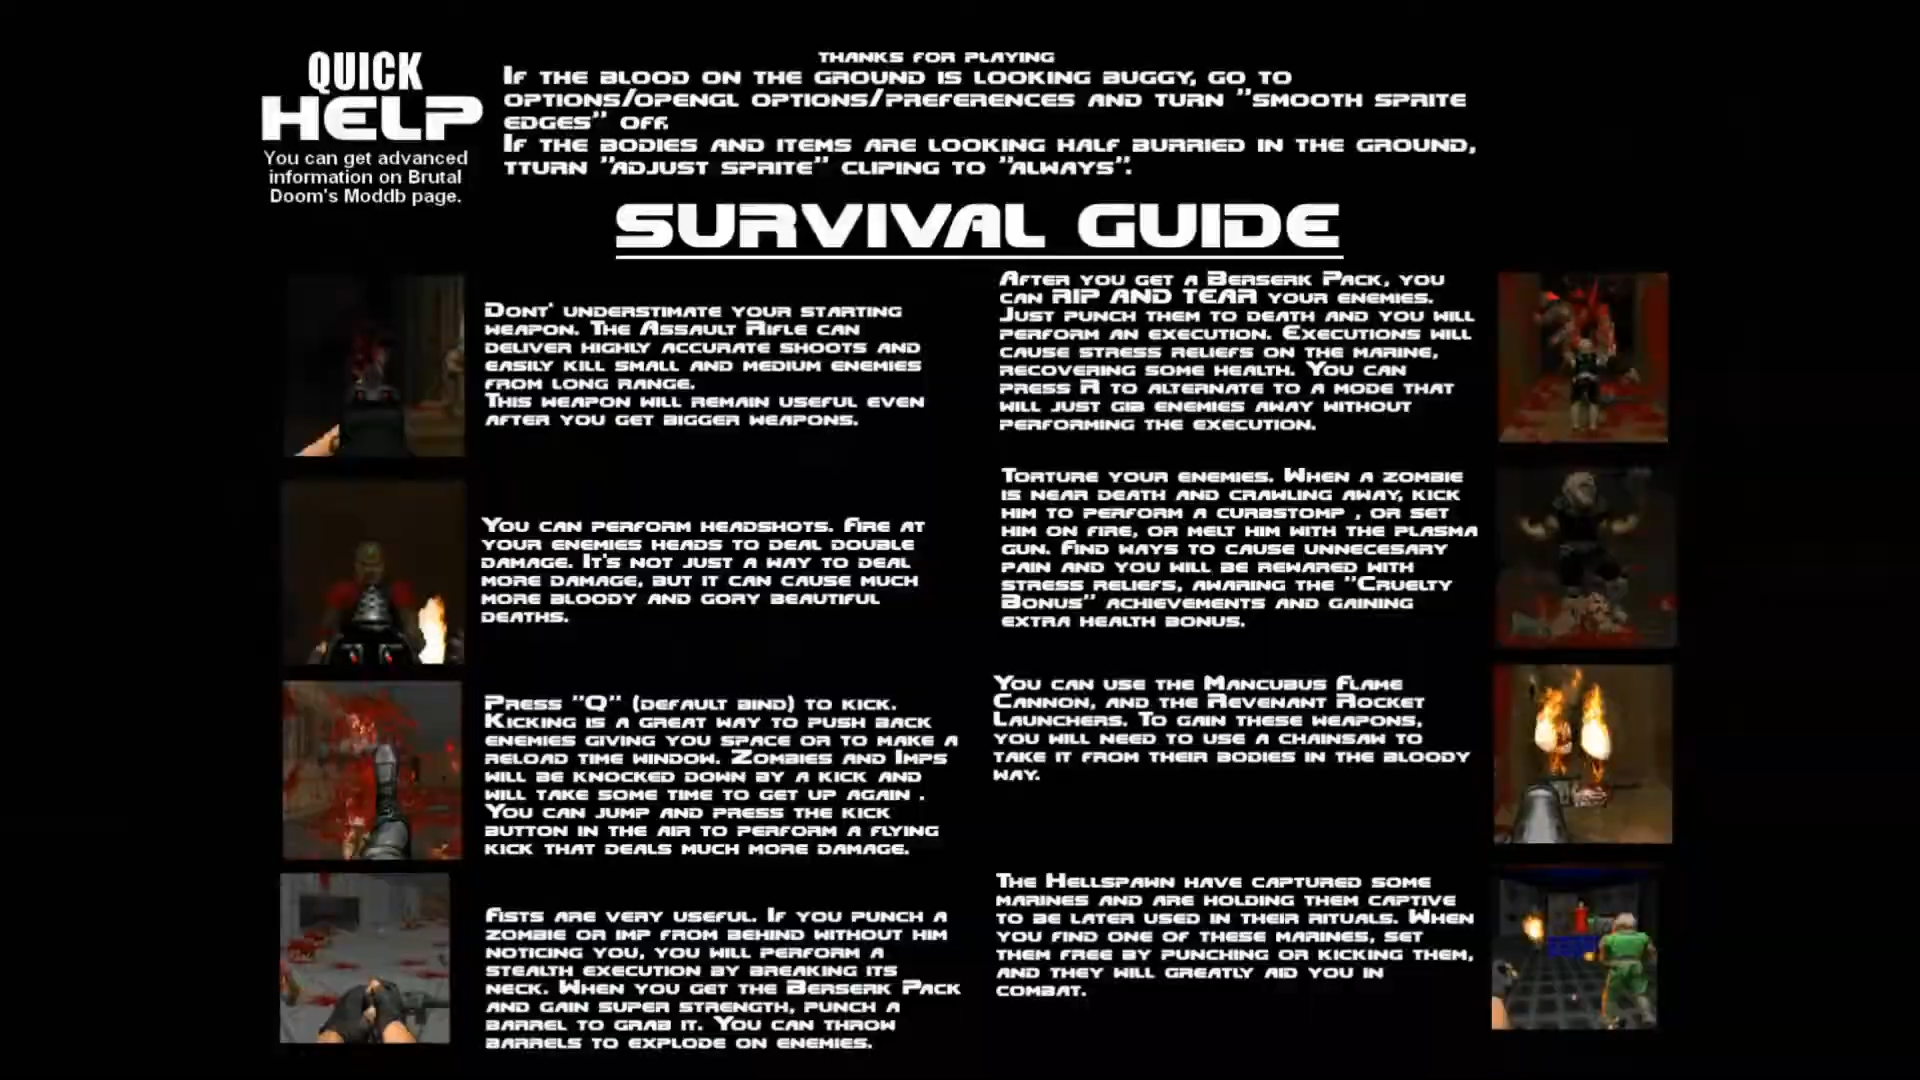 QUICK
HELP
You can get advanced
information on Brutal
Doom's Moddb page.
THANKS FOR PLAYING
IF THE BLOOD ON THE GROUND IS LOOKING BUGGY, GO TO
OPTIONS/OPENGL OPTIONS/PREFERENCES AND TURN "SMOOTH SPRITE
EDGES" OFF.
IF THE BODIES AND ITEMS ARE LOOKING HALF BURRIED IN THE GROUND,
TTURN "ADJUST SPRITE" CLIPING TO "ALWAYS".
SURVIVAL GUIDE
DONT' UNDERSTIMATE YOUR STARTING
WEAPON. THE ASSAULT RIFLE CAN
DELIVER HIGHLY ACCURATE SHOOTS AND
EASILY KILL SMALL AND MEDIUM ENEMIES
FROM LONG RANGE.
THIS WEAPON WILL REMAIN USEFUL EVEN
AFTER YOU GET BIGGER WEAPONS.
YOU CAN PERFORM HEADSHOTS. FIRE AT
YOUR ENEMIES HEADS TO DEAL DOUBLE
DAMAGE. IT'S NOT JUST A WAY TO DEAL
MORE DAMAGE, BUT IT CAN CAUSE MUCH
MORE BLOODY AND GORY BEAUTIFUL
DEATHS.
PRESS "Q" (DEFAULT BIND) TO KICK.
KICKING IS A GREAT WAY TO PUSH BACK
ENEMIES GIVING YOU SPACE OR TO MAKE A
RELOAD TIME WINDOW. ZOMBIES AND IMPS
WILL BE KNOCKED DOWN BY A KICK AND
WILL TAKE SOME TIME TO GET UP AGAIN .
YOU CAN JUMP AND PRESS THE KICK
BUTTON IN THE AIR TO PERFORM A FLYING
KICK THAT DEALS MUCH MORE DAMAGE.
FISTS ARE VERY USEFUL. IF YOU PUNCH A
ZOMBIE OR IMP FROM BEHIND WITHOUT HIM
NOTICING YOU, YOU WILL PERFORM A
STEALTH EXECUTION BY BREAKING ITS
NECK. WHEN YOU GET THE BERSERK PACK
AND GAIN SUPER STRENGTH, PUNCH A
BARREL TO GRAB IT. YOU CAN THROW
BARRELS TO EXPLODE ON ENEMIES.
AFTER YOU GET A BERSERK PACK, YOU
CAN RIP AND TEAR YOUR ENEMIES.
JUST PUNCH THEM TO DEATH AND YOU WILL
PERFORM AN EXECUTION. EXECUTIONS WILL
CAUSE STRESS RELIEFS ON THE MARINE,
RECOVERING SOME HEALTH. YOU CAN
PRESS R TO ALTERNATE TO A MODE THAT
WILL JUST GIB ENEMIES AWAY WITHOUT
PERFORMING THE EXECUTION.
TORTURE YOUR ENEMIES. WHEN A ZOMBIE
IS NEAR DEATH AND CRAWLING AWAY, KICK
HIM TO PERFORM A CURBSTOMP , OR SET
HIM ON FIRE, OR MELT HIM WITH THE PLASMA
GUN. FIND WAYS TO CAUSE UNNECESARY
PAIN AND YOU WILL BE REWARDED WITH
STRESS RELIEFS, AWARING THE "CRUELTY
BONUS" ACHIEVEMENTS AND GAINING
EXTRA HEALTH BONUS.
YOU CAN USE THE MANCUBUS FLAME
CANNON, AND THE REVENANT ROCKET
LAUNCHERS. TO GAIN THESE WEAPONS,
YOU WILL NEED TO USE A CHAINSAW TO
TAKE IT FROM THEIR BODIES IN THE BLOODY
WAY.
THE HELLSPAWN HAVE CAPTURED SOME
MARINES AND ARE HOLDING THEM CAPTIVE
TO BE LATER USED IN THEIR RITUALS. WHEN
YOU FIND ONE OF THESE MARINES, SET
THEM FREE BY PUNCHING OR KICKING THEM,
AND THEY WILL GREATLY AID YOU IN
COMBAT.